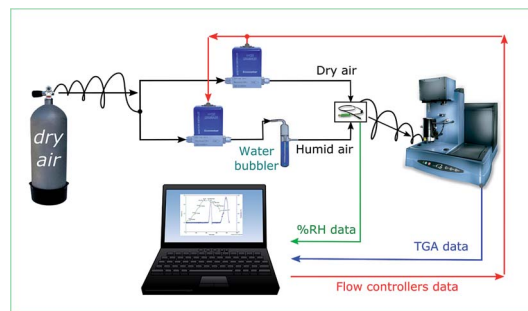 Dry air
dry
air
Water
bubbler
Humid air
%RH data
TGA data
Flow controllers data